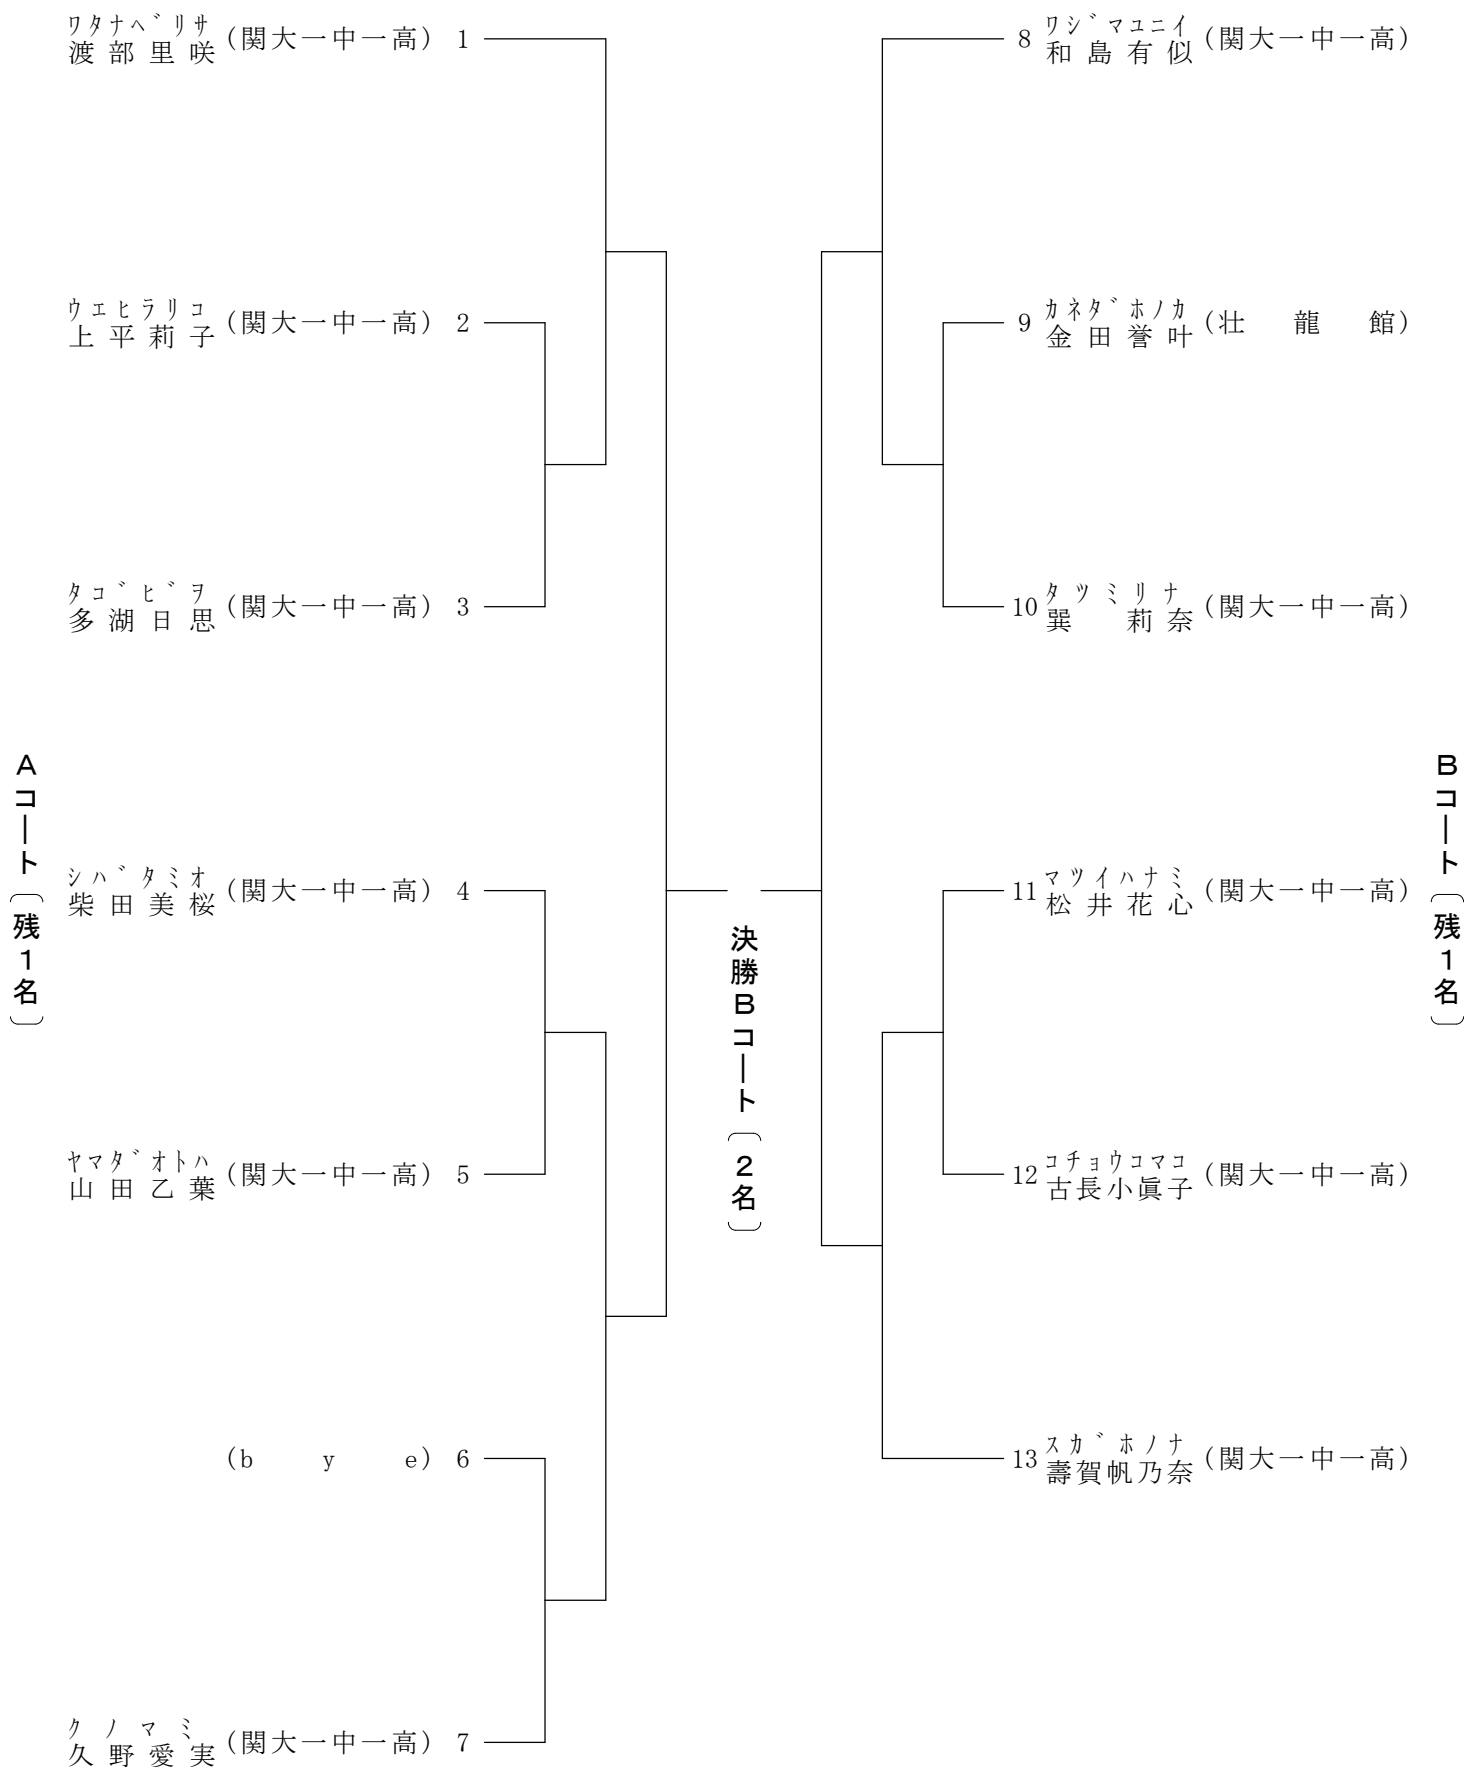 Aコート〔残1名〕
ワタナベリサ
渡部里咲 (関大一中一高) 1
ウエヒラリコ
上平莉子 (関大一中一高) 2
タゴビヲ
多湖日思 (関大一中一高) 3
シバタミオ
柴田美桜 (関大一中一高) 4
ヤマダオトハ
山田乙葉 (関大一中一高) 5
(bye) 6
クノマミ
久野愛実 (関大一中一高) 7
決勝Bコート〔2名〕
ワジマユニイ
8 和島有似 (関大一中一高)
カネダホノカ
9 金田誉叶 (壮龍館)
タツミリナ
10 巽莉奈 (関大一中一高)
マツイハナミ
11 松井花心 (関大一中一高)
コチョウコマコ
12 古長小眞子 (関大一中一高)
スガホノナ
13 壽賀帆乃奈 (関大一中一高)
Bコート〔残1名〕